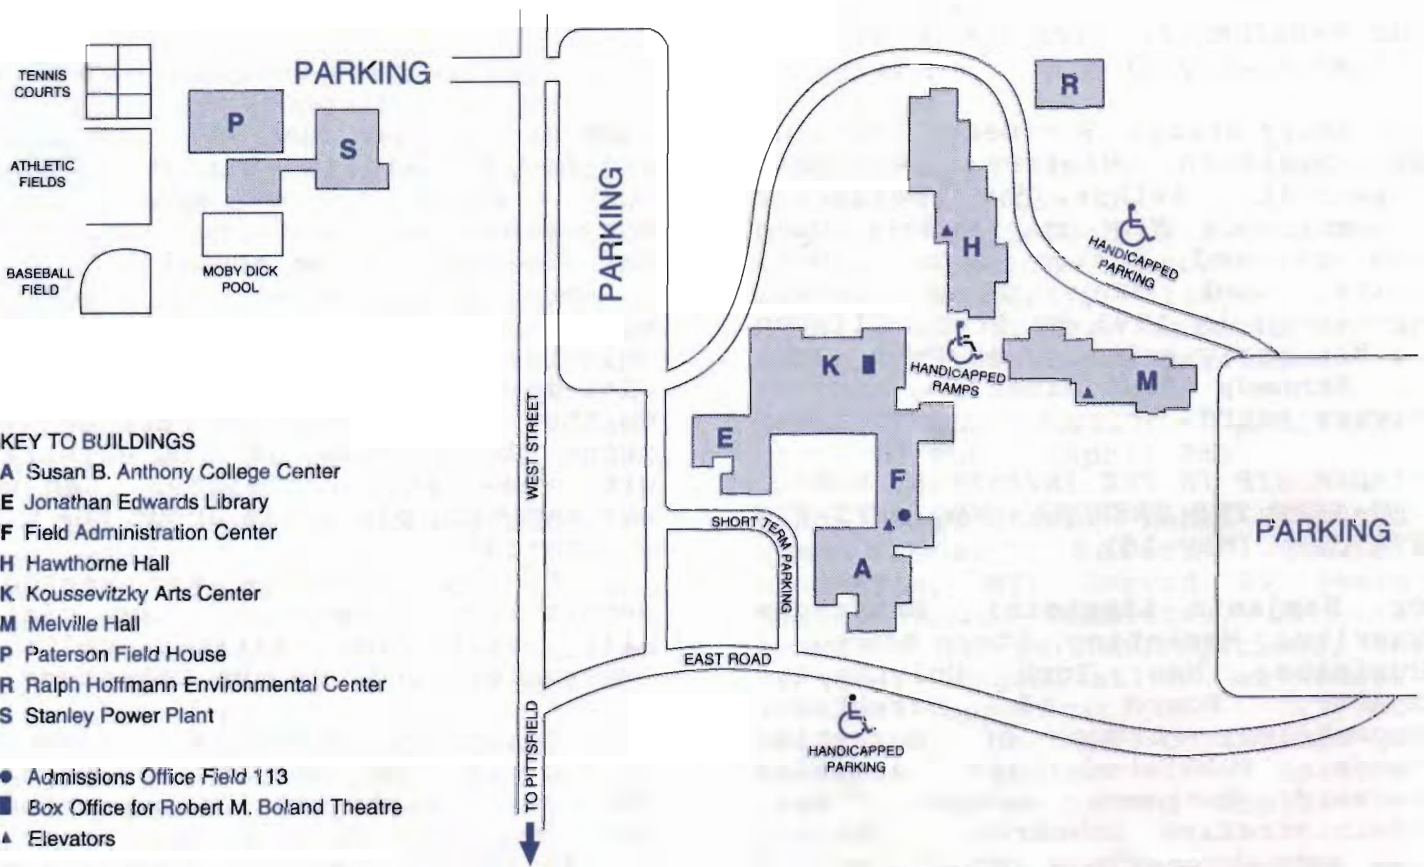 TENNIS
COURTS
PARKING
P
S
ATHLETIC
FIELDS
BASEBALL
FIELD
MOBY DICK
POOL
PARKING
R
H
HANDICAPPED
PARKING
K
HANDICAPPED
RAMPS
M
E
F
A
SHORT TERM PARKING
PARKING
WEST STREET
EAST ROAD
HANDICAPPED
PARKING
TO PITTSFIELD
KEY TO BUILDINGS
A Susan B. Anthony College Center
E Jonathan Edwards Library
F Field Administration Center
H Hawthorne Hall
K Koussevitzky Arts Center
M Melville Hall
P Paterson Field House
R Ralph Hoffmann Environmental Center
S Stanley Power Plant
● Admissions Office Field 113
■ Box Office for Robert M. Boland Theatre
▲ Elevators